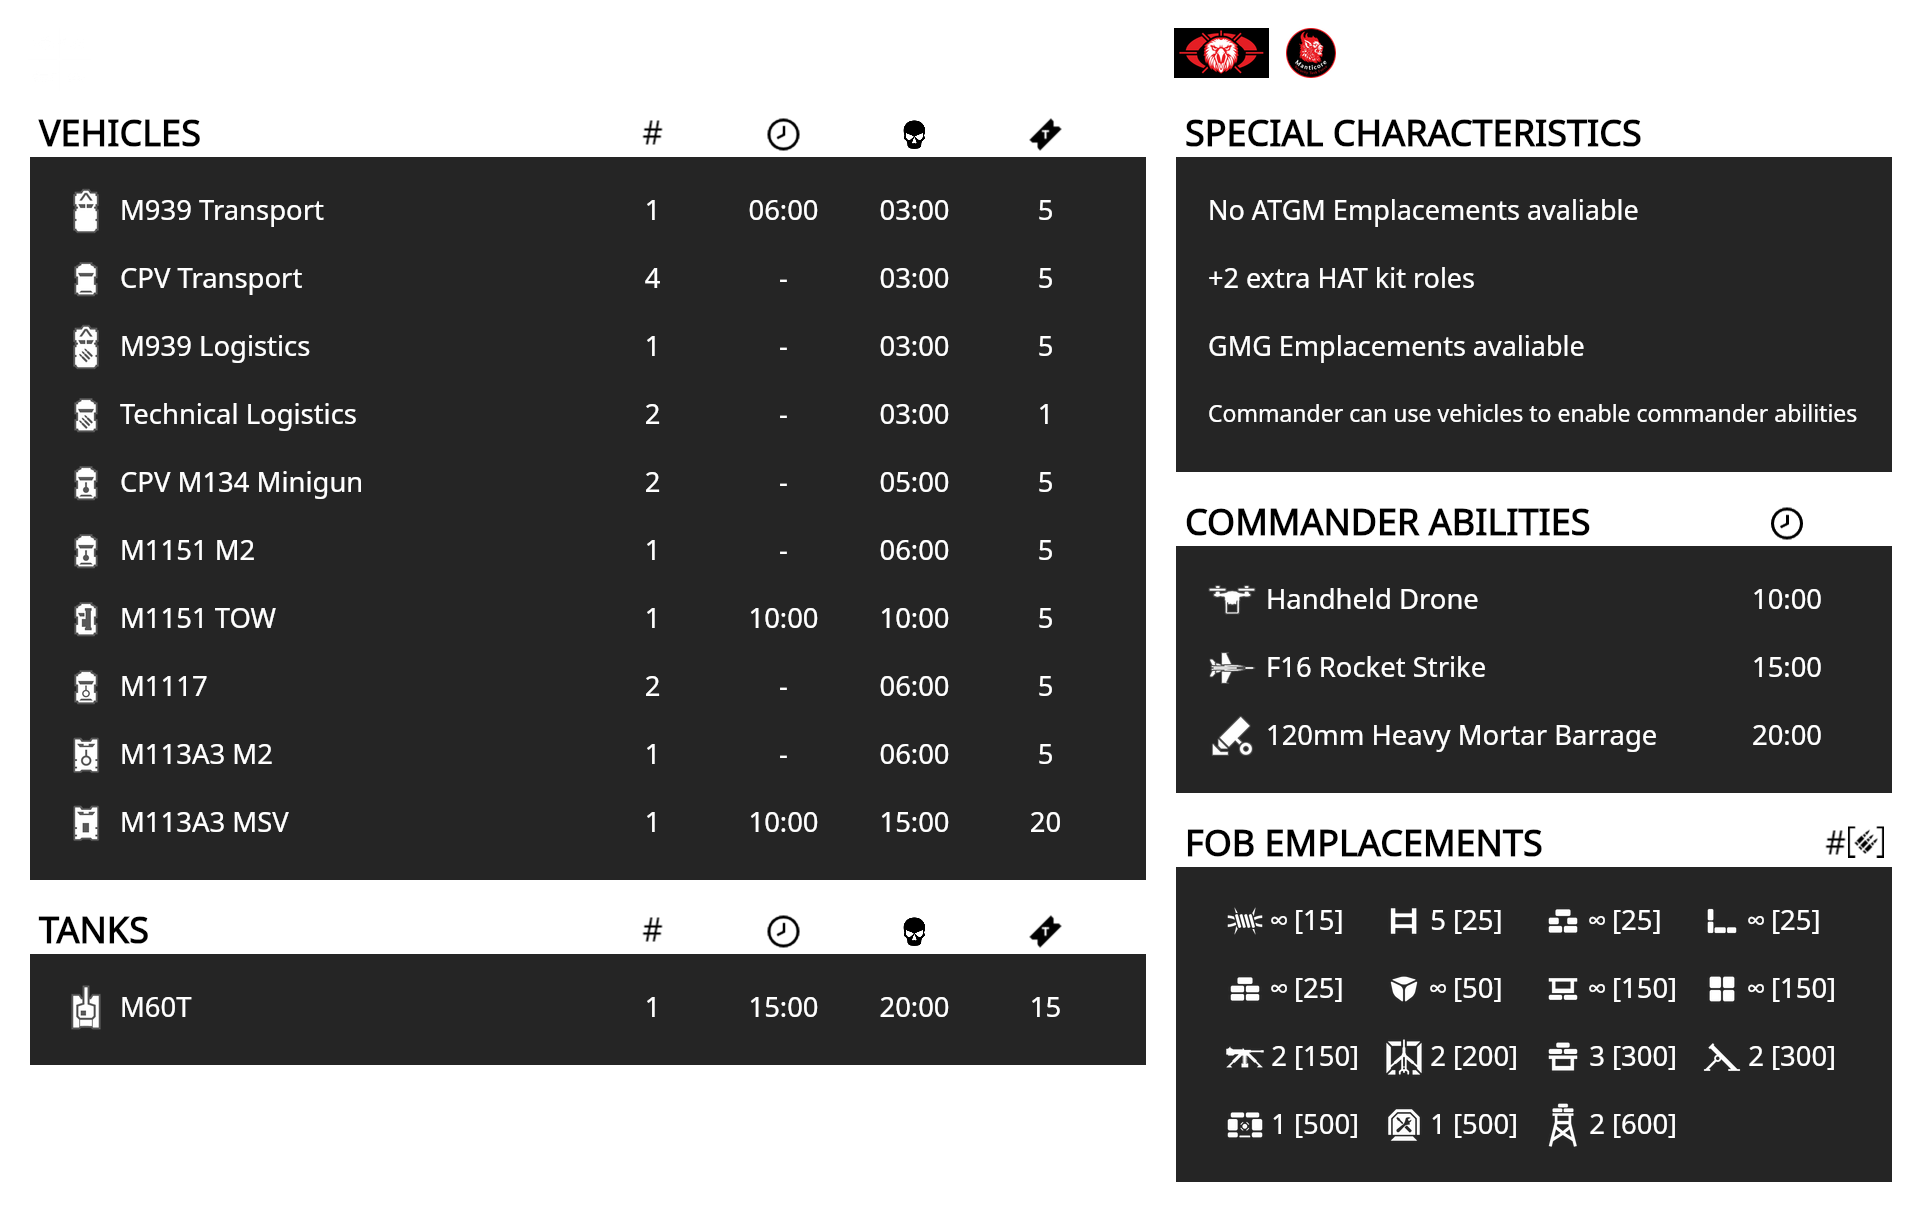 Manticore
VEHICLES #
M939 Transport 1 06:00 03:00 5
CPV Transport 4 - 03:00 5
M939 Logistics 1 - 03:00 5
Technical Logistics 2 - 03:00 1
CPV M134 Minigun 2 - 05:00 5
M1151 M2 1 - 06:00 5
M1151 TOW 1 10:00 10:00 5
M1117 2 - 06:00 5
M113A3 M2 1 - 06:00 5
M113A3 MSV 1 10:00 15:00 20
TANKS #
M60T 1 15:00 20:00 15
SPECIAL CHARACTERISTICS
No ATGM Emplacements avaliable
+2 extra HAT kit roles
GMG Emplacements avaliable
Commander can use vehicles to enable commander abilities
COMMANDER ABILITIES
Handheld Drone 10:00
F16 Rocket Strike 15:00
120mm Heavy Mortar Barrage 20:00
FOB EMPLACEMENTS #[]
∞ [15] 5 [25] ∞ [25] ∞ [25]
∞ [25] ∞ [50] ∞ [150] ∞ [150]
2 [150] 2 [200] 3 [300] 2 [300]
1 [500] 1 [500] 2 [600]